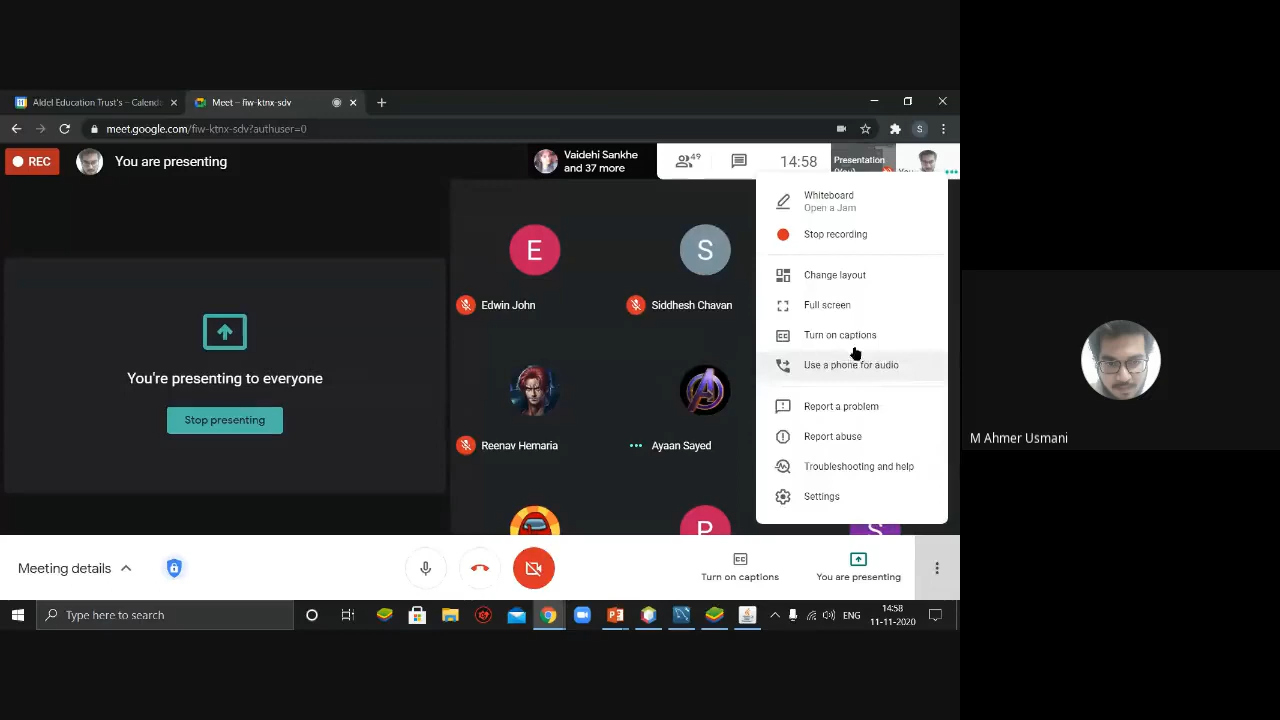 Aldel Education Trust's – Calenda
Meet – fiw-ktnx-sdv
meet.google.com/fiw-ktnx-sdv?authuser=0
S
REC
You are presenting
Vaidehi Sankhe
and 37 more
49
14:58
Presentation
(You)
You
Whiteboard
Open a Jam
Stop recording
Change layout
Full screen
Turn on captions
Use a phone for audio
Report a problem
Report abuse
Troubleshooting and help
Settings
You're presenting to everyone
Stop presenting
E
S
Edwin John
Siddhesh Chavan
Reenav Hemaria
Ayaan Sayed
P
S
M Ahmer Usmani
Meeting details
Turn on captions
You are presenting
Type here to search
ENG
14:58
11-11-2020